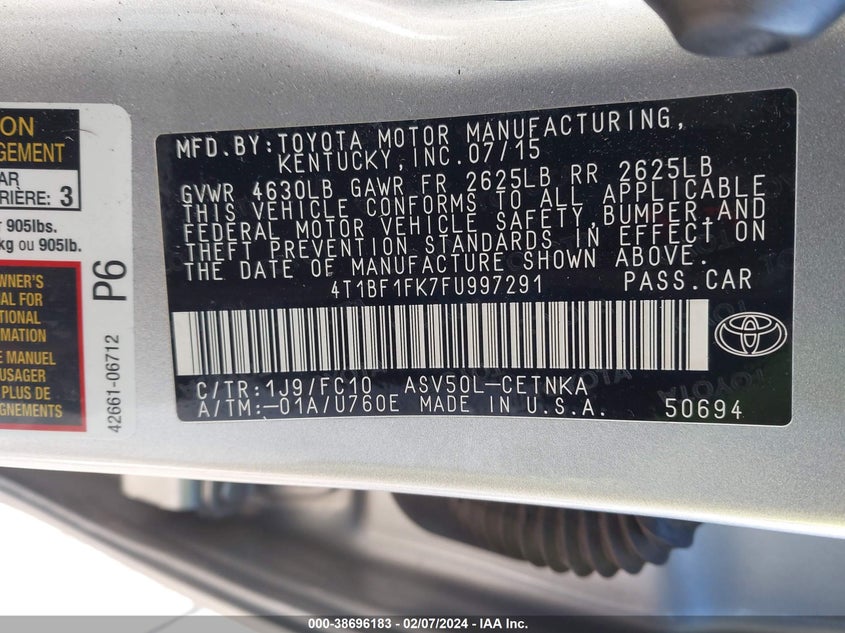 ON
GEMENT
AR
RRIÈRE: 3
905lbs.
kg ou 905lb.
OWNER'S
FOR
MATION
MANUEL
USAGER
PLUS DE
GNEMENTS
P6
42661-06712
MFD.BY:TOYOTA MOTOR MANUFACTURING,
KENTUCKY,INC.07/15
GVWR 4630LB GAWR FR 2625LB RR 2625LB
THIS VEHICLE CONFORMS TO ALL APPLICABLE
FEDERAL MOTOR VEHICLE SAFETY,BUMPER,AND
THEFT PREVENTION STANDARDS IN EFFECT ON
THE DATE OF MANUFACTURE SHOWN ABOVE.
4T1BF1FK7FU997291 PASS.CAR
C/TR:1J9/FC10 ASV50L-CETNKA
A/TM:-01A/U760E MADE IN U.S.A. 50694
TOYOTA
000-38696183 - 02/07/2024 - IAA Inc.